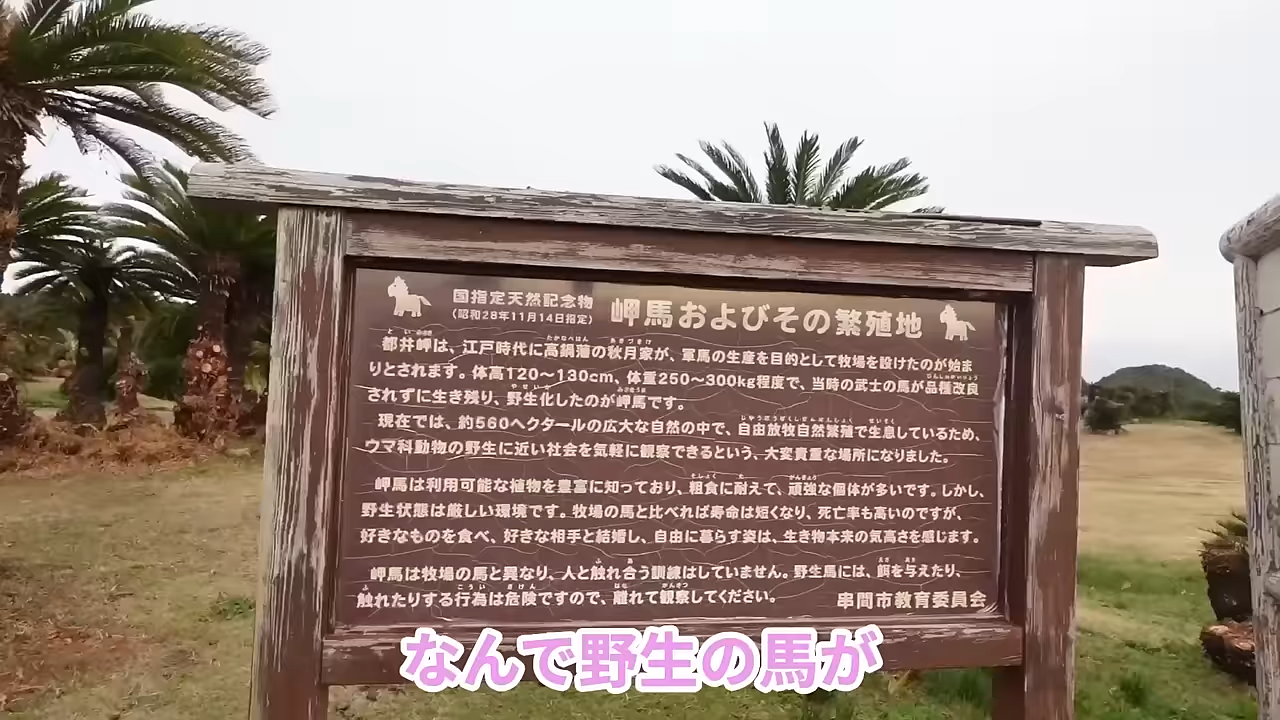 国指定天然記念物
(昭和28年11月14日指定)
岬馬およびその繁殖地
都井岬は、江戸時代に高鍋藩の秋月家が、軍馬の生産を目的として牧場を設けたのが始ま
りとされます。体高120〜130cm、体重250〜300kg程度で、当時の武士の馬が品種改良
されずに生き残り、野生化したのが岬馬です。
現在では、約560ヘクタールの広大な自然の中で、自由放牧自然繁殖で生息しているため、
ウマ科動物の野生に近い社会を気軽に観察できるという、大変貴重な場所になりました。
岬馬は利用可能な植物を豊富に知っており、粗食に耐えて、頑強な個体が多いです。しかし、
野生状態は厳しい環境です。牧場の馬と比べれば寿命は短くなり、死亡率も高いのですが、
好きなものを食べ、好きな相手と結婚し、自由に暮らす姿は、生き物本来の気高さを感じます。
岬馬は牧場の馬と異なり、人と触れ合う訓練はしていません。野生馬には、餌を与えたり、
触れたりする行為は危険ですので、離れて観察してください。
串間市教育委員会
なんで野生の馬が